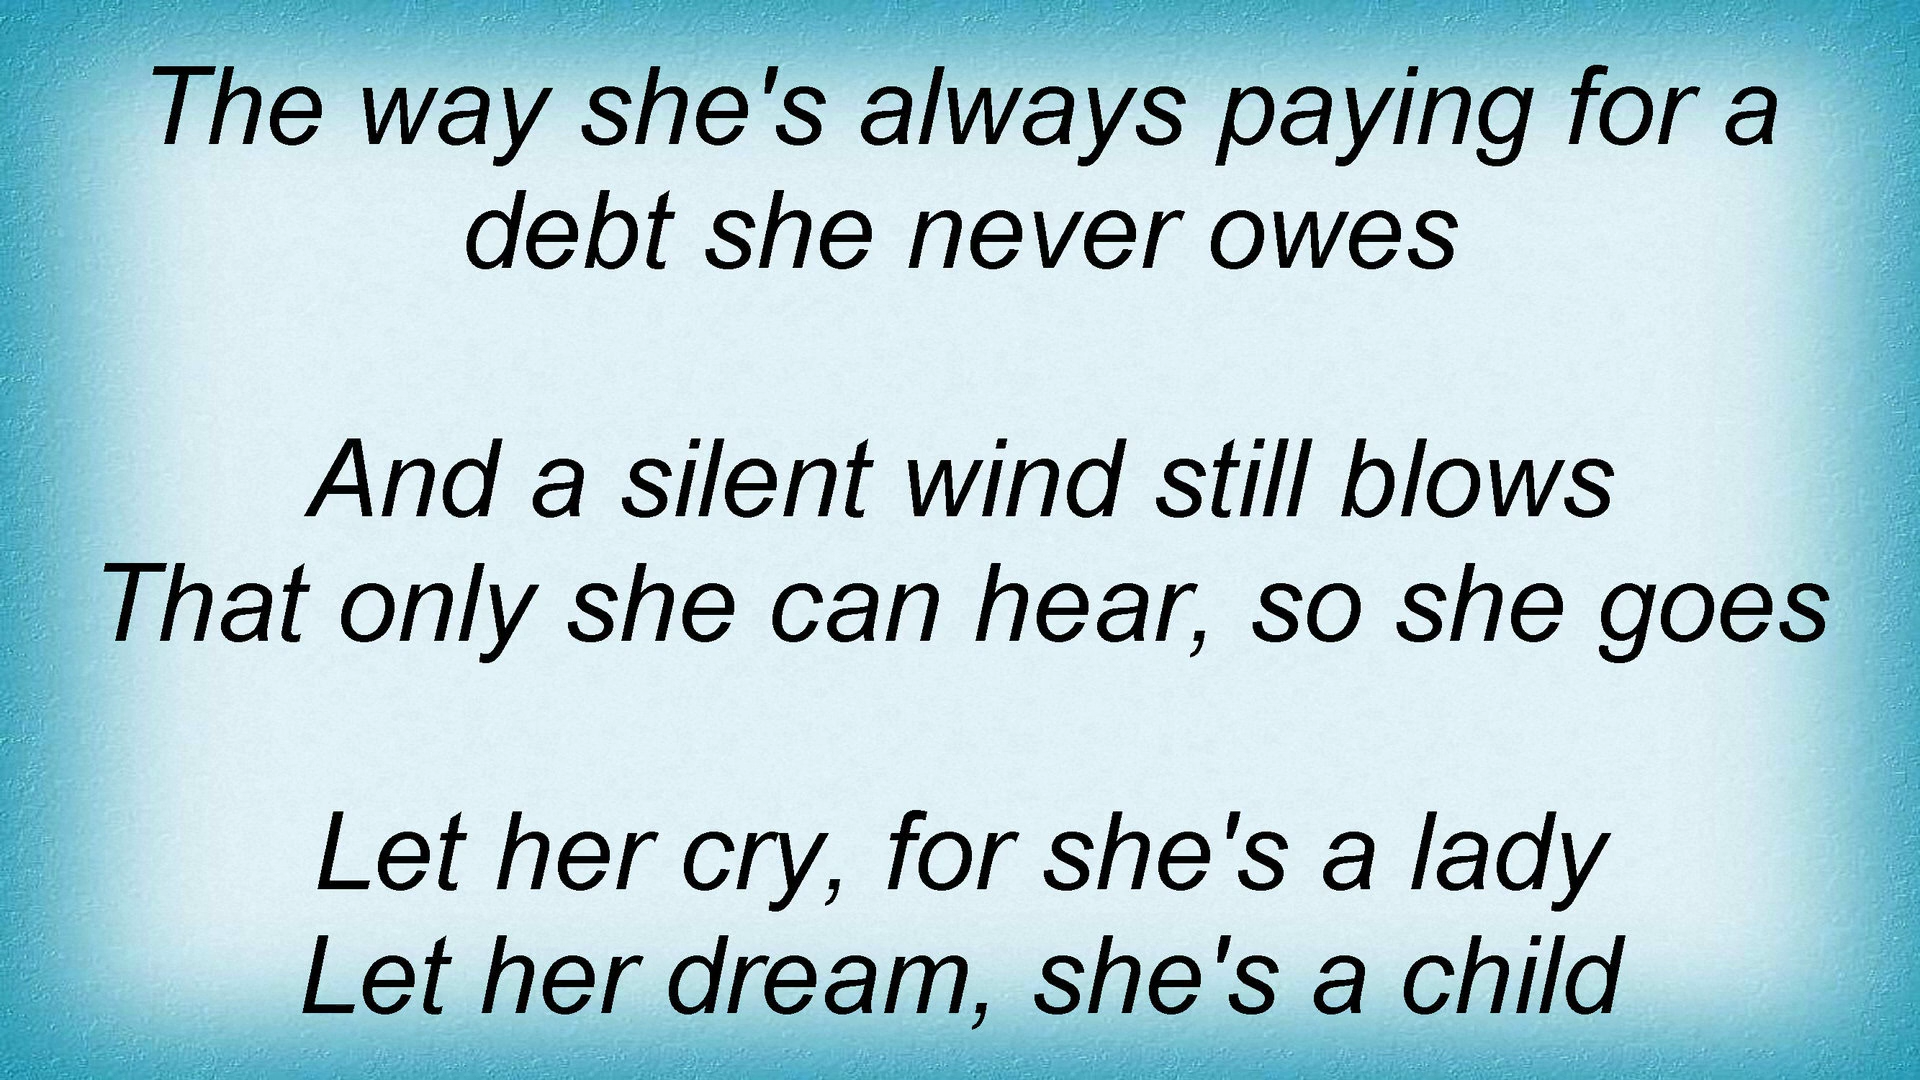 The way she's always paying for a
debt she never owes
And a silent wind still blows
That only she can hear, so she goes
Let her cry, for she's a lady
Let her dream, she's a child